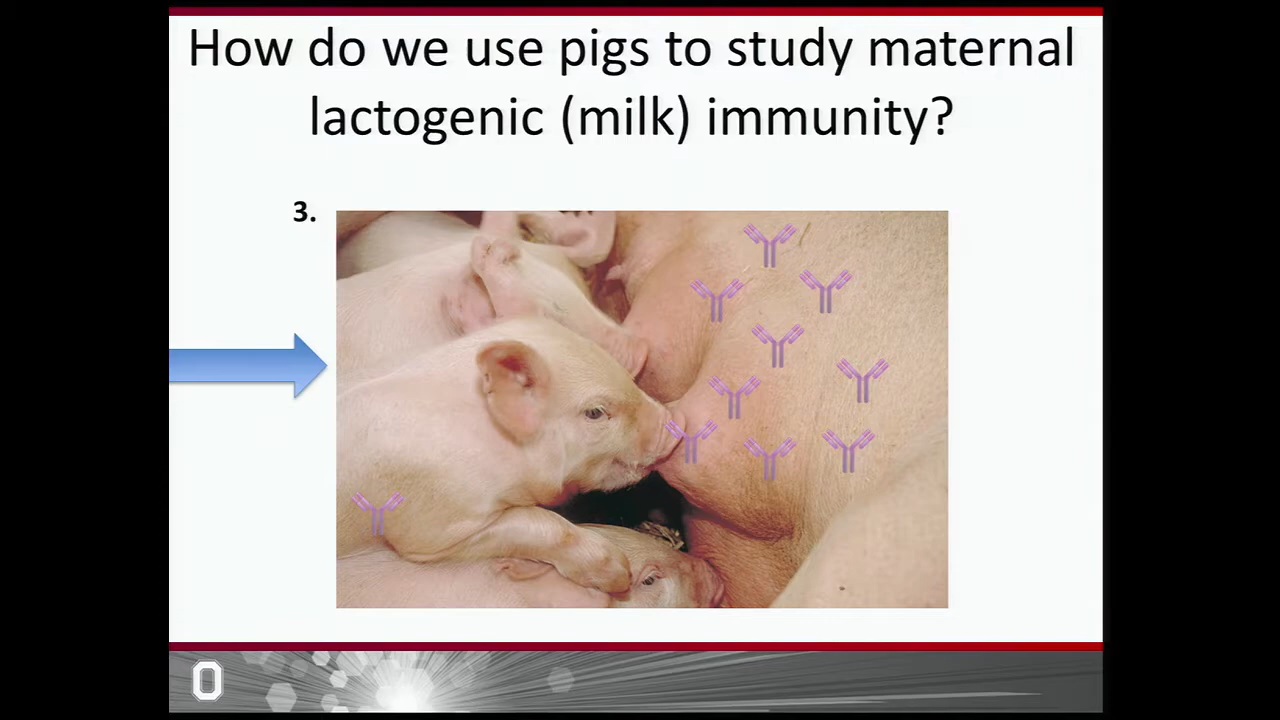 How do we use pigs to study maternal
lactogenic (milk) immunity?
3.
O